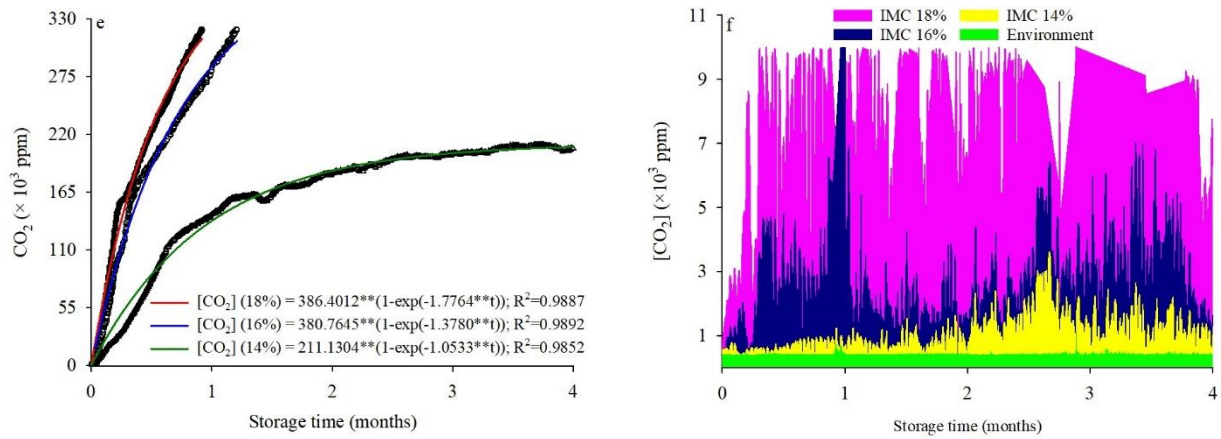 e
330
275
220
165
110
55
0
CO₂ (× 10³ ppm)
[CO₂] (18%) = 386.4012**(1-exp(-1.7764**t)); R²=0.9887
[CO₂] (16%) = 380.7645**(1-exp(-1.3780**t)); R²=0.9892
[CO₂] (14%) = 211.1304**(1-exp(-1.0533**t)); R²=0.9852
0 1 2 3 4
Storage time (months)
f
IMC 18% IMC 14%
IMC 16% Environment
11
9
7
5
3
1
[CO₂] (×10³ ppm)
0 1 2 3 4
Storage time (months)